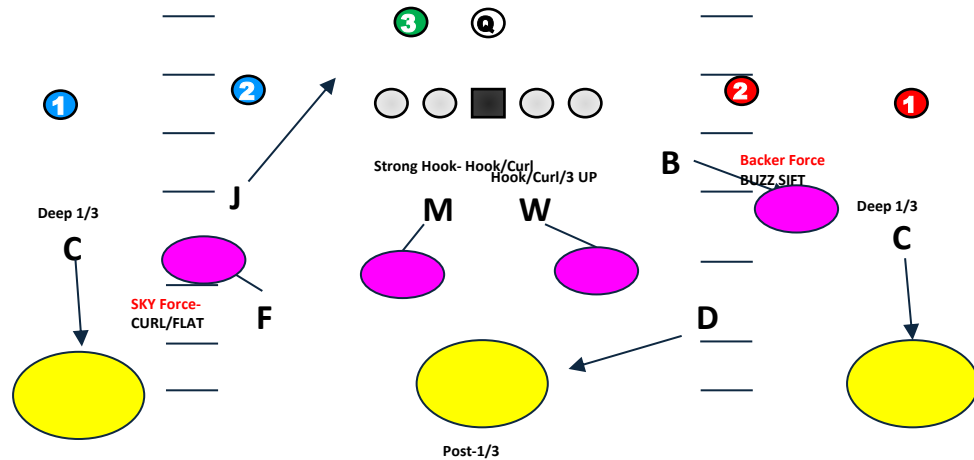 3
Q
1
2
2
1
Strong Hook- Hook/Curl
Hook/Curl/3 UP
B
Backer Force
BUZZ,SIFT
J
M
W
Deep 1/3
C
Deep 1/3
C
SKY Force-
CURL/FLAT
F
D
Post-1/3